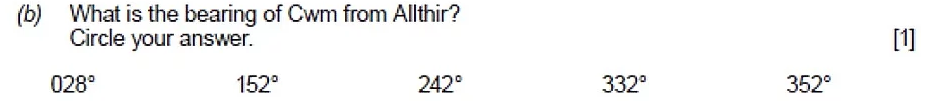 (b) What is the bearing of Cwm from Allthir?
Circle your answer. [1]
028° 152° 242° 332° 352°